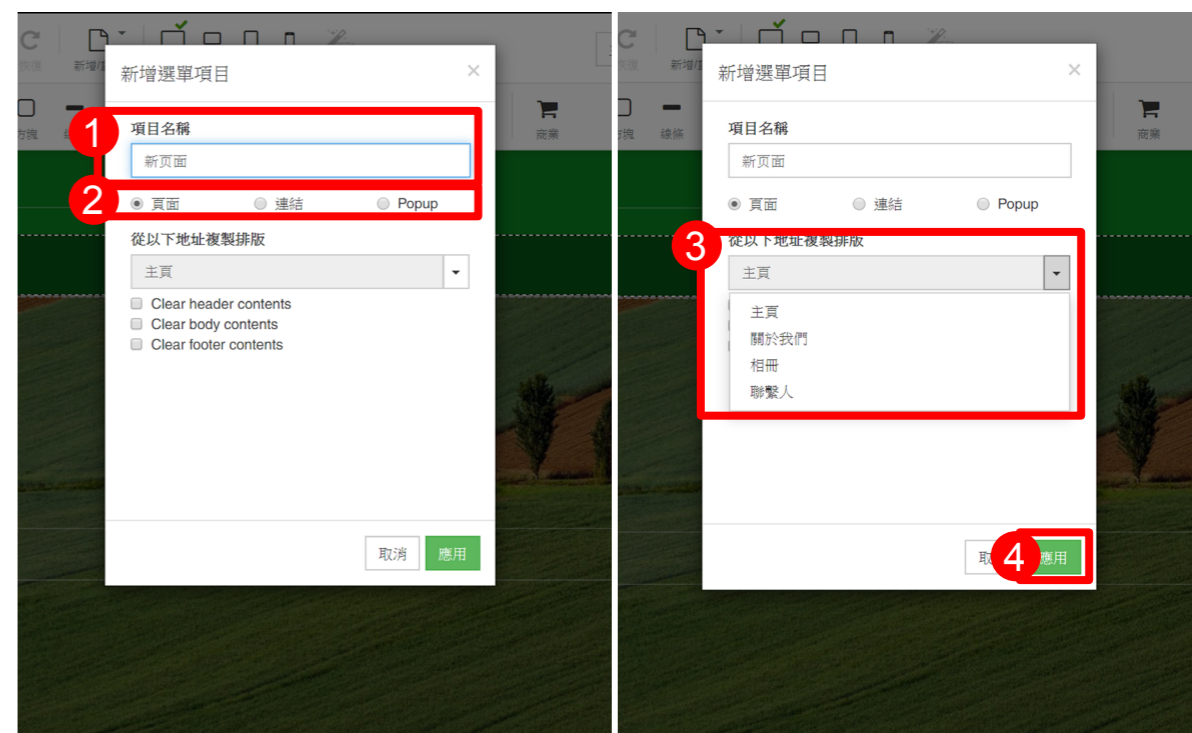 新增選單項目
×
商業
1
項目名稱
新页面
2
頁面
連結
Popup
從以下地址複製排版
主頁
Clear header contents
Clear body contents
Clear footer contents
取消
應用
新增選單項目
×
線條
商業
項目名稱
新页面
頁面
連結
Popup
3
從以下地址複製排版
主頁
主頁
關於我們
相冊
聯繫人
4
應用